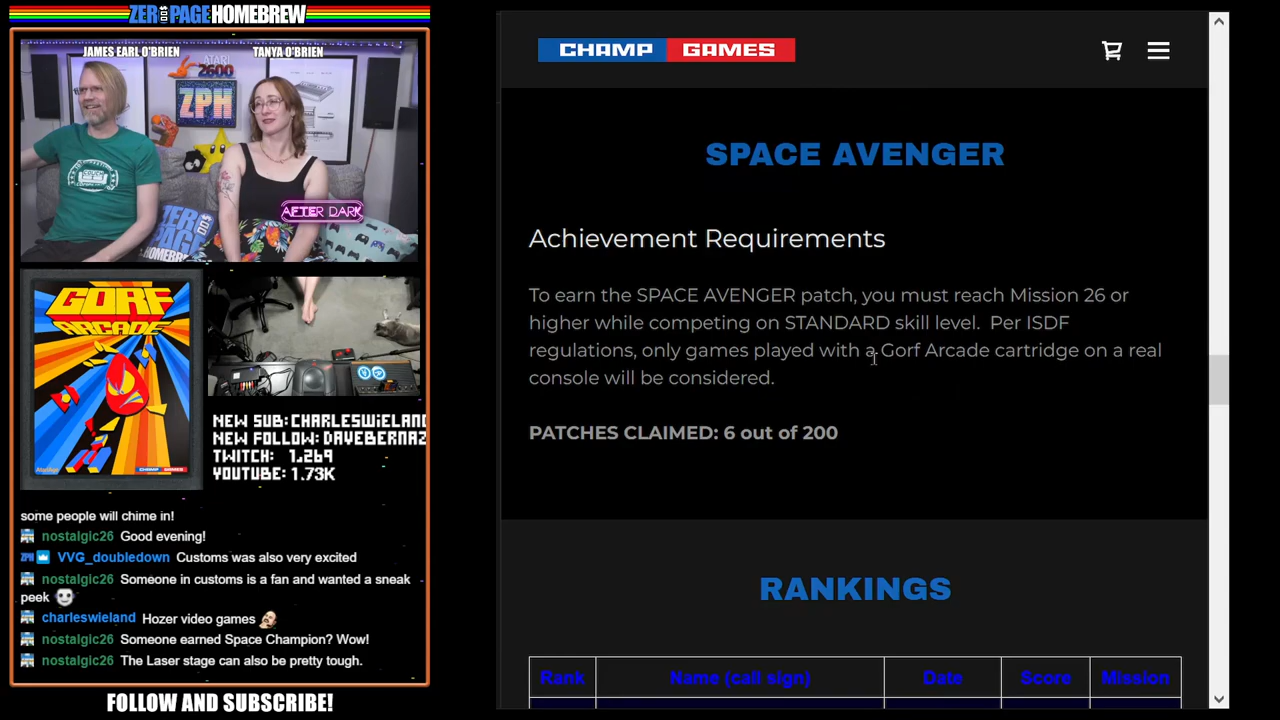 ZEROPAGE HOMEBREW
JAMES EARL O'BRIEN
TANYA O'BRIEN
ATARI
2600
ZPH
ZERO
PAGE
HOMEBREW
AFTER DARK
GORF
ARCADE
CHAMP GAMES
NEW SUB: CHARLESWIELAND
NEW FOLLOW: DAVEBERNAZ
TWITCH: 1,269
YOUTUBE: 1.73K
some people will chime in!
nostalgic26 Good evening!
ZPH VVG_doubledown Customs was also very excited
nostalgic26 Someone in customs is a fan and wanted a sneak
peek
charleswieland Hozer video games
nostalgic26 Someone earned Space Champion? Wow!
nostalgic26 The Laser stage can also be pretty tough.
FOLLOW AND SUBSCRIBE!
CHAMP GAMES
SPACE AVENGER
Achievement Requirements
To earn the SPACE AVENGER patch, you must reach Mission 26 or
higher while competing on STANDARD skill level. Per ISDF
regulations, only games played with a Gorf Arcade cartridge on a real
console will be considered.
PATCHES CLAIMED: 6 out of 200
RANKINGS
Rank Name (call sign) Date Score Mission